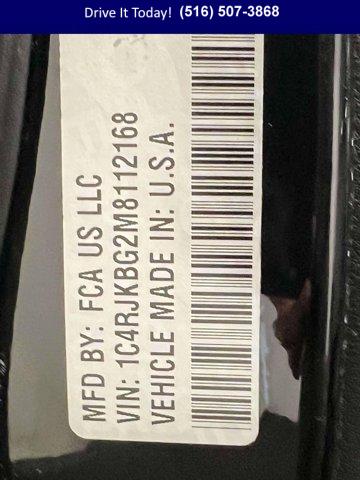 Drive It Today! (516) 507-3868
MFD BY: FCA US LLC
VIN: 1C4RJKBG2M8112168
VEHICLE MADE IN: U.S.A.